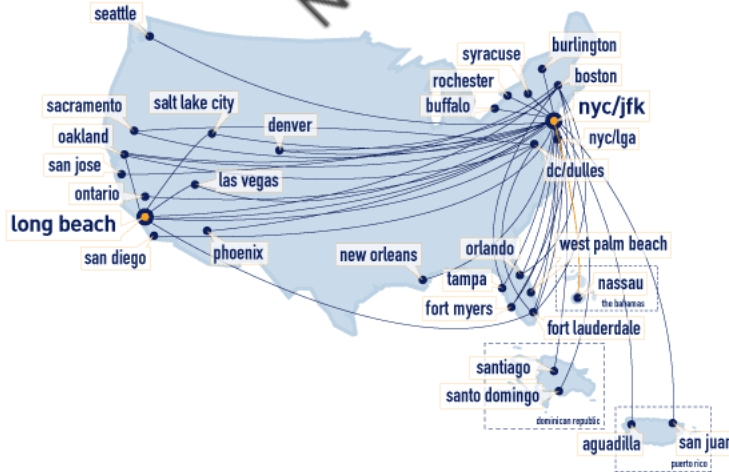 seattle
burlington
syracuse
boston
rochester
nyc/jfk
sacramento
salt lake city
buffalo
denver
oakland
nyc/lga
san jose
las vegas
dc/dulles
ontario
long beach
san diego
phoenix
new orleans
orlando
west palm beach
tampa
nassau
the bahamas
fort myers
fort lauderdale
santiago
santo domingo
dominican republic
aguadilla
san juan
puerto rico